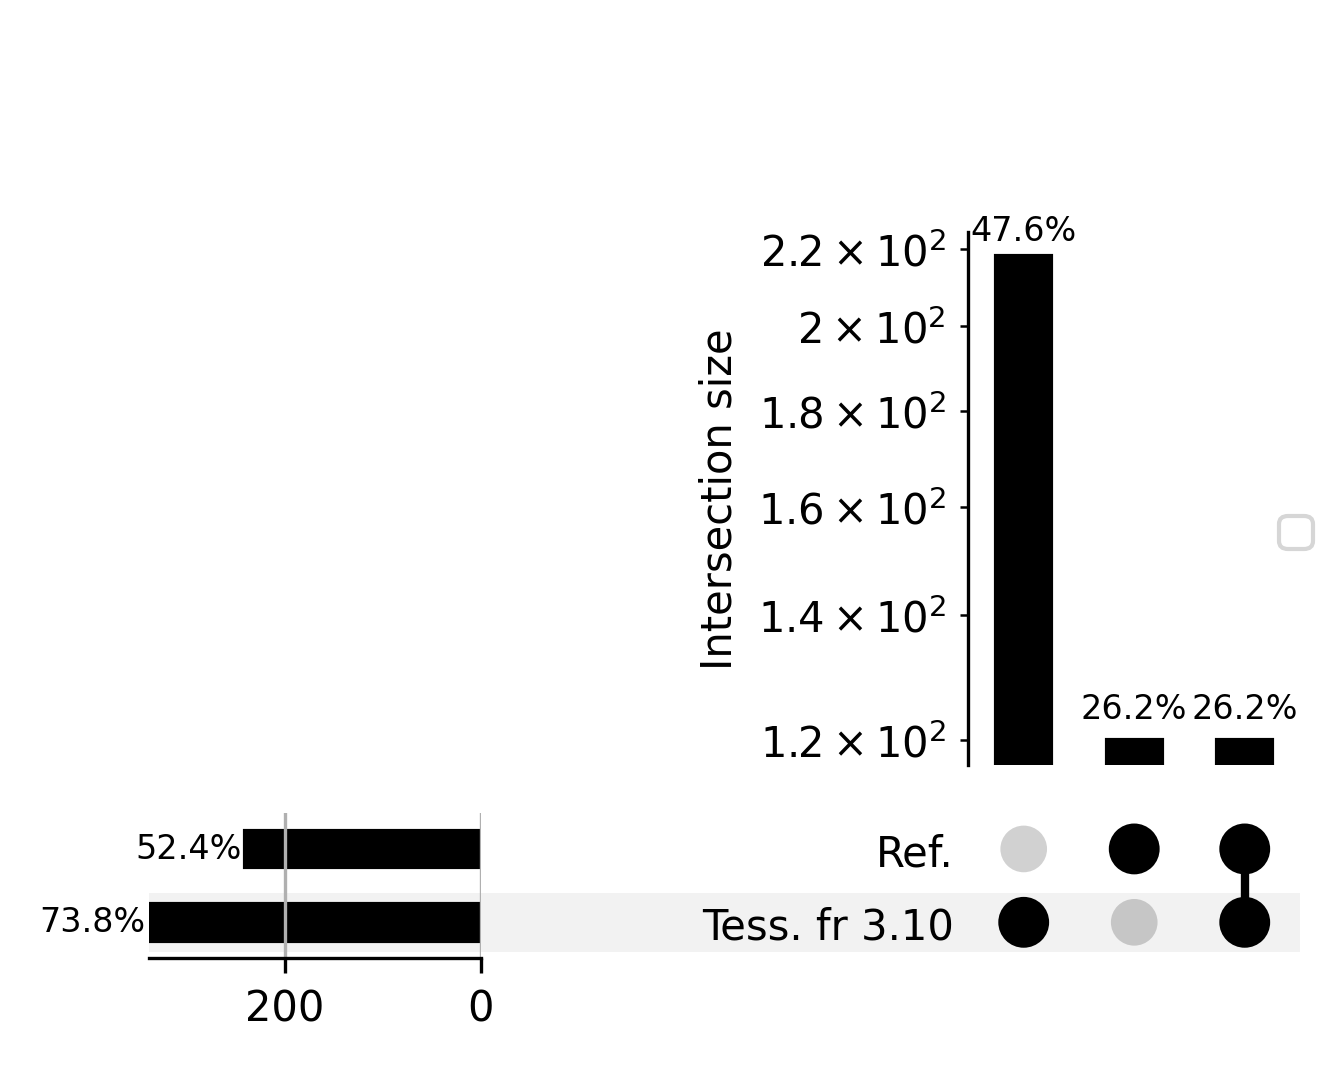 47.6%
2.2 × 10²
2 × 10²
1.8 × 10²
1.6 × 10²
1.4 × 10²
1.2 × 10²
Intersection size
26.2% 26.2%
52.4%
Ref.
73.8%
Tess. fr 3.10
200 0